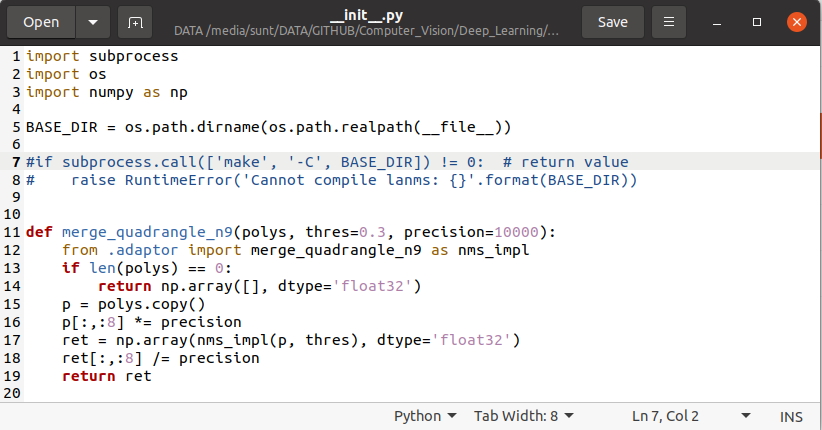 Open
__init__.py
DATA /media/sunt/DATA/GITHUB/Computer_Vision/Deep_Learning/...
Save
1 import subprocess
2 import os
3 import numpy as np
4
5 BASE_DIR = os.path.dirname(os.path.realpath(__file__))
6
7 #if subprocess.call(['make', '-C', BASE_DIR]) != 0:  # return value
8 #    raise RuntimeError('Cannot compile lanms: {}'.format(BASE_DIR))
9
10
11 def merge_quadrangle_n9(polys, thres=0.3, precision=10000):
12     from .adaptor import merge_quadrangle_n9 as nms_impl
13     if len(polys) == 0:
14         return np.array([], dtype='float32')
15     p = polys.copy()
16     p[:,:8] *= precision
17     ret = np.array(nms_impl(p, thres), dtype='float32')
18     ret[:,:8] /= precision
19     return ret
20
Python Tab Width: 8 Ln 7, Col 2 INS